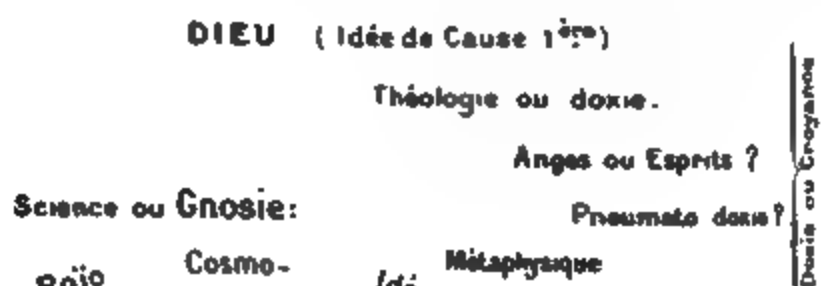 DIEU (Idée de Cause 1ère)
Théologie ou doxie.
Anges ou Esprits ?
Science ou Gnosie:
Pneumato doxie?
Cosmo-
Métaphysique
Doxie ou Croyance